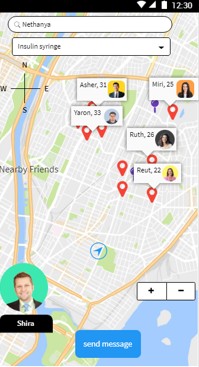 12:30
Nethanya
Insulin syringe
N
W
E
S
Asher, 31
Miri, 25
Yaron, 33
Ruth, 26
Reut, 22
Nearby Friends
+
−
Shira
send message